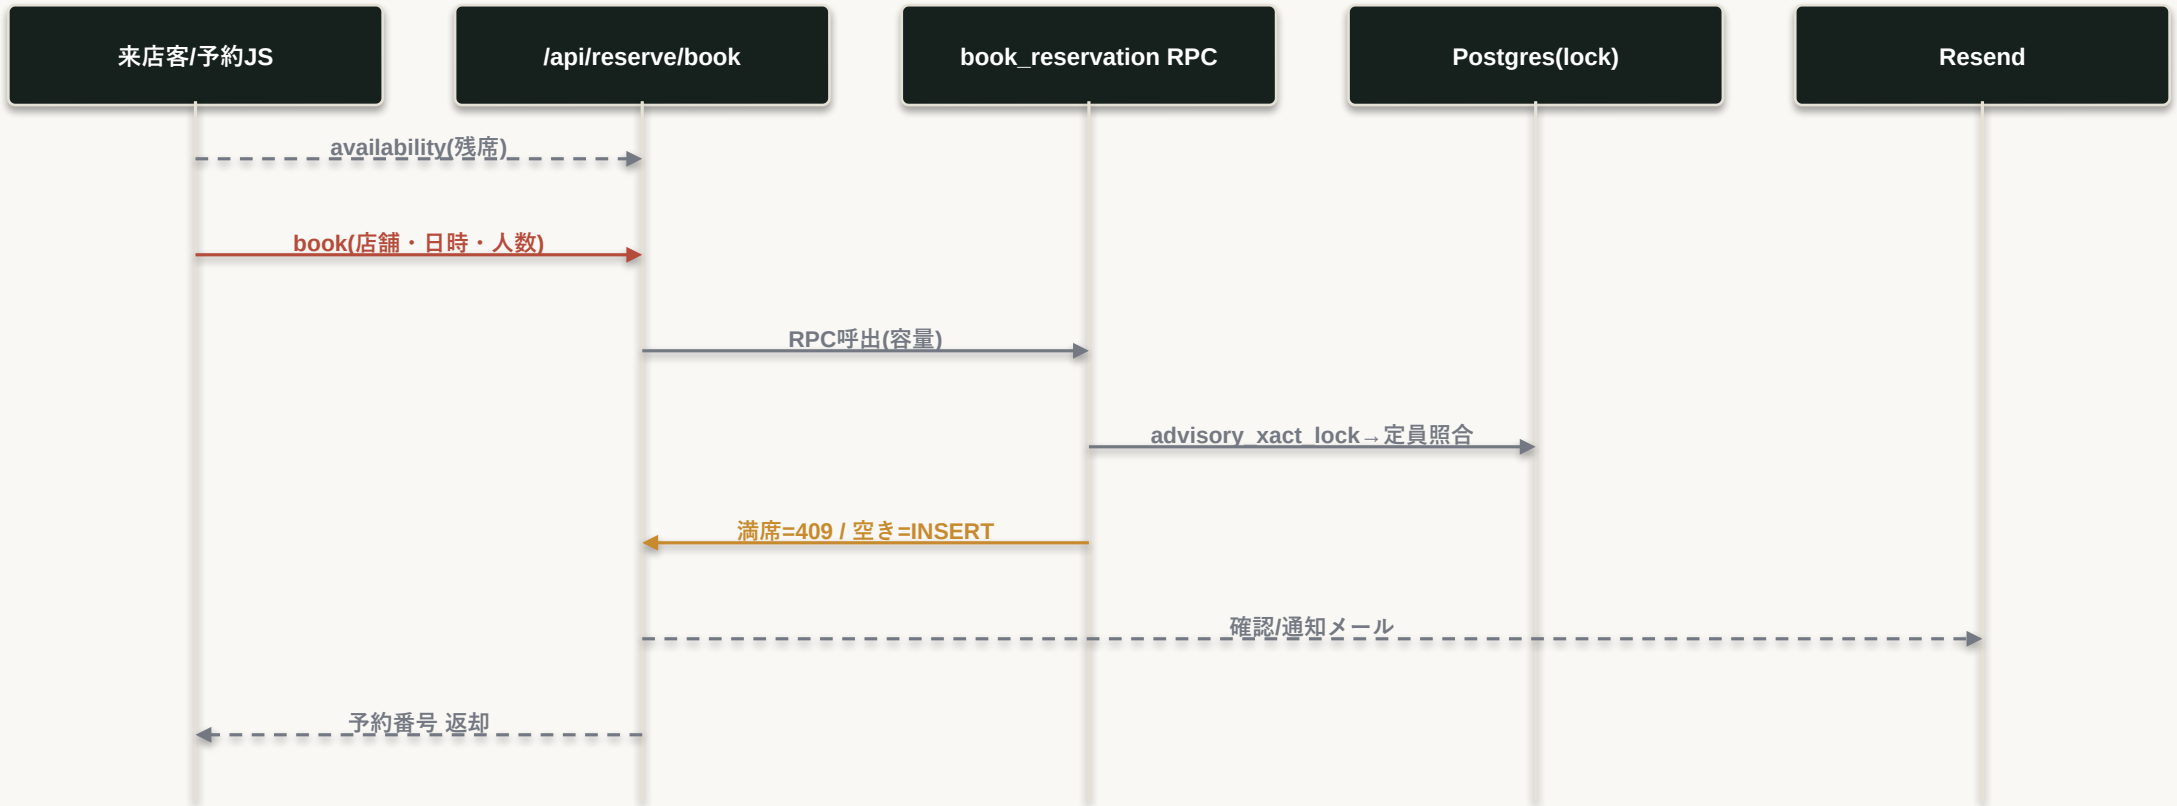 来店客/予約JS
/api/reserve/book
book_reservation RPC
Postgres(lock)
Resend
availability(残席)
book(店舗・日時・人数)
RPC呼出(容量)
advisory_xact_lock→定員照合
満席=409 / 空き=INSERT
確認/通知メール
予約番号 返却